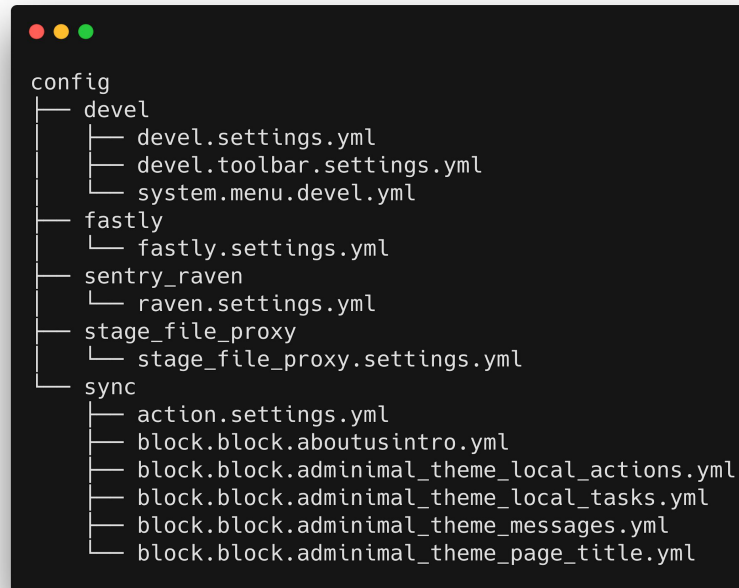 config
├── devel
│   ├── devel.settings.yml
│   ├── devel.toolbar.settings.yml
│   └── system.menu.devel.yml
├── fastly
│   └── fastly.settings.yml
├── sentry_raven
│   └── raven.settings.yml
├── stage_file_proxy
│   └── stage_file_proxy.settings.yml
└── sync
    ├── action.settings.yml
    ├── block.block.aboutusintro.yml
    ├── block.block.adminimal_theme_local_actions.yml
    ├── block.block.adminimal_theme_local_tasks.yml
    ├── block.block.adminimal_theme_messages.yml
    └── block.block.adminimal_theme_page_title.yml